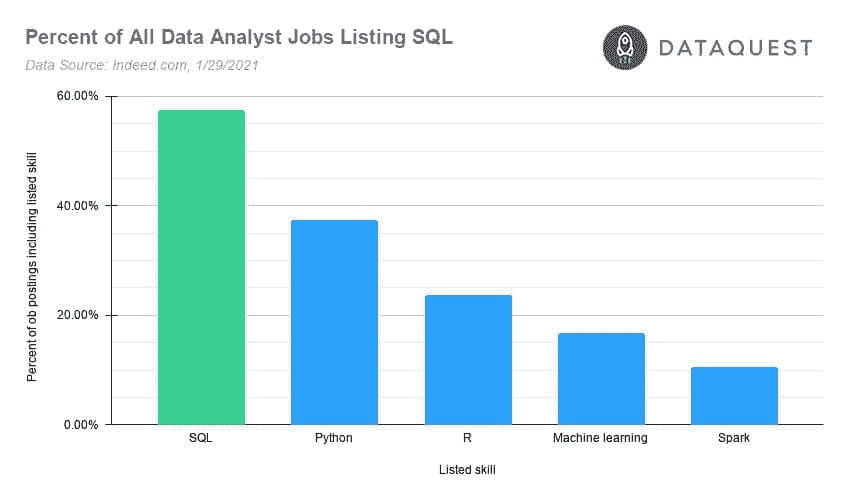 Percent of All Data Analyst Jobs Listing SQL
DATAQUEST
Data Source: Indeed.com, 1/29/2021
Percent of ob postings including listed skill
60.00%
40.00%
20.00%
0.00%
SQL Python R Machine learning Spark
Listed skill